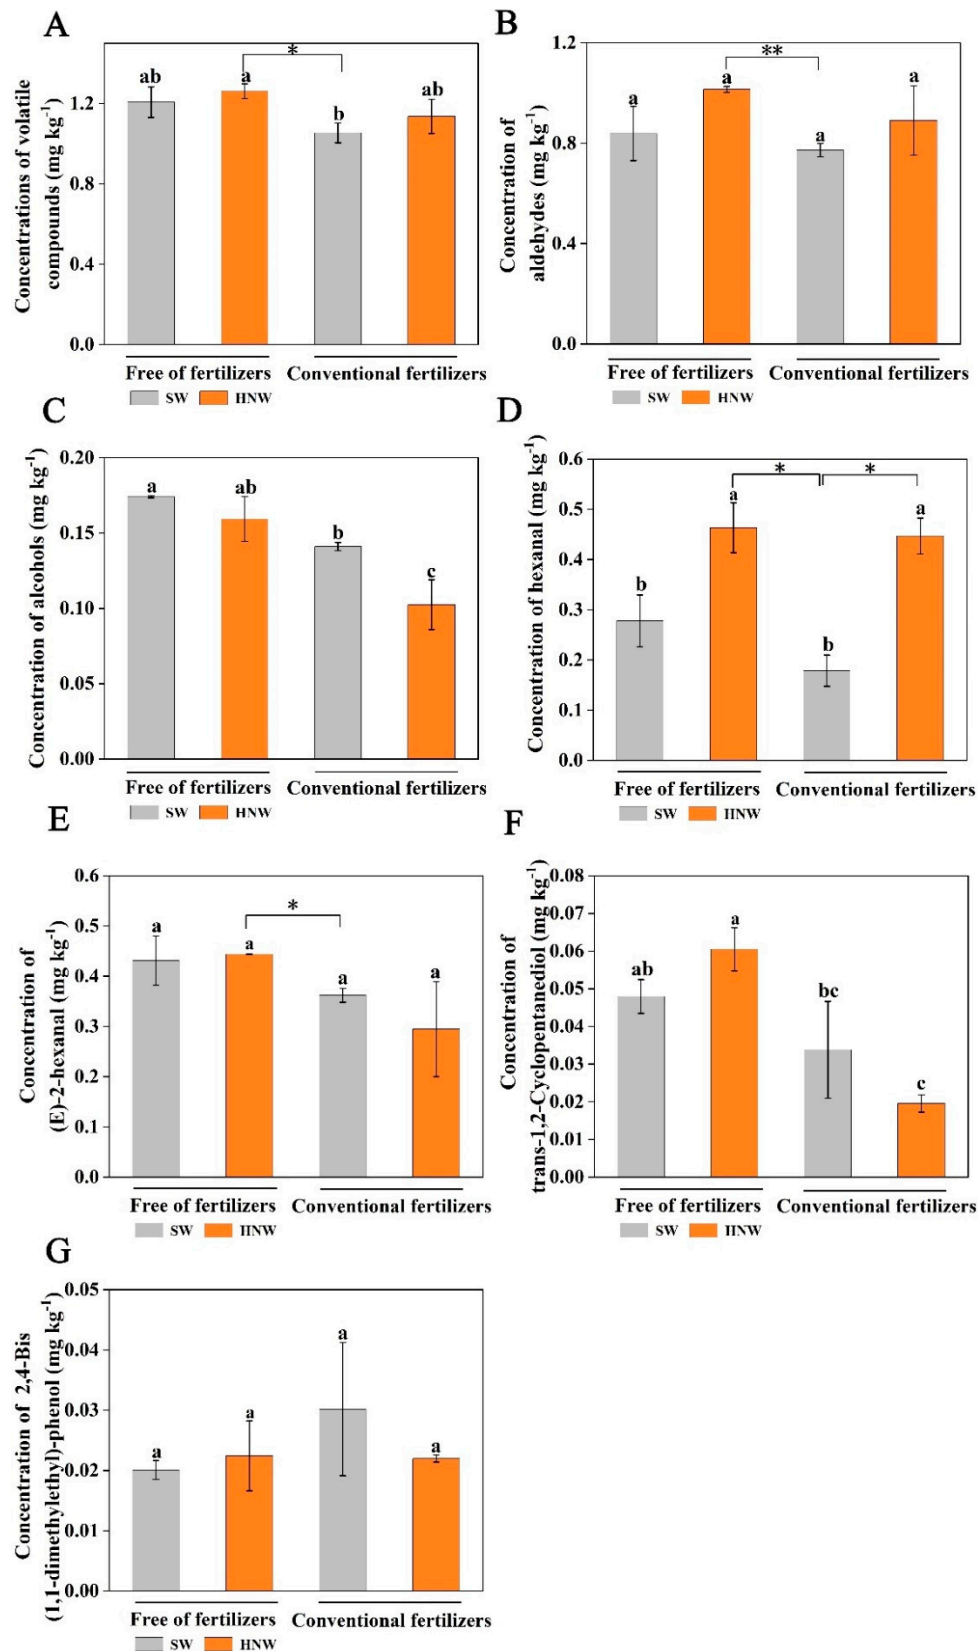 A
Concentrations of volatile
compounds (mg kg⁻¹)
1.2
0.8
0.4
0.0
ab
a
*
b
ab
Free of fertilizers
Conventional fertilizers
SW
HNW
B
Concentration of
aldehydes (mg kg⁻¹)
1.2
0.8
0.4
0.0
a
a
**
a
a
Free of fertilizers
Conventional fertilizers
SW
HNW
C
Concentration of alcohols (mg kg⁻¹)
0.20
0.15
0.10
0.05
0.00
a
ab
b
c
Free of fertilizers
Conventional fertilizers
SW
HNW
D
Concentration of hexanal (mg kg⁻¹)
0.6
0.5
0.4
0.3
0.2
0.1
0.0
b
a
*
b
*
a
Free of fertilizers
Conventional fertilizers
SW
HNW
E
Concentration of
(E)-2-hexanal (mg kg⁻¹)
0.6
0.5
0.4
0.3
0.2
0.1
0.0
a
a
*
a
a
Free of fertilizers
Conventional fertilizers
SW
HNW
F
Concentration of
trans-1,2-Cyclopentanediol (mg kg⁻¹)
0.08
0.07
0.06
0.05
0.04
0.03
0.02
0.01
0.00
ab
a
bc
c
Free of fertilizers
Conventional fertilizers
SW
HNW
G
Concentration of 2,4-Bis
(1,1-dimethylethyl)-phenol (mg kg⁻¹)
0.05
0.04
0.03
0.02
0.01
0.00
a
a
a
a
Free of fertilizers
Conventional fertilizers
SW
HNW